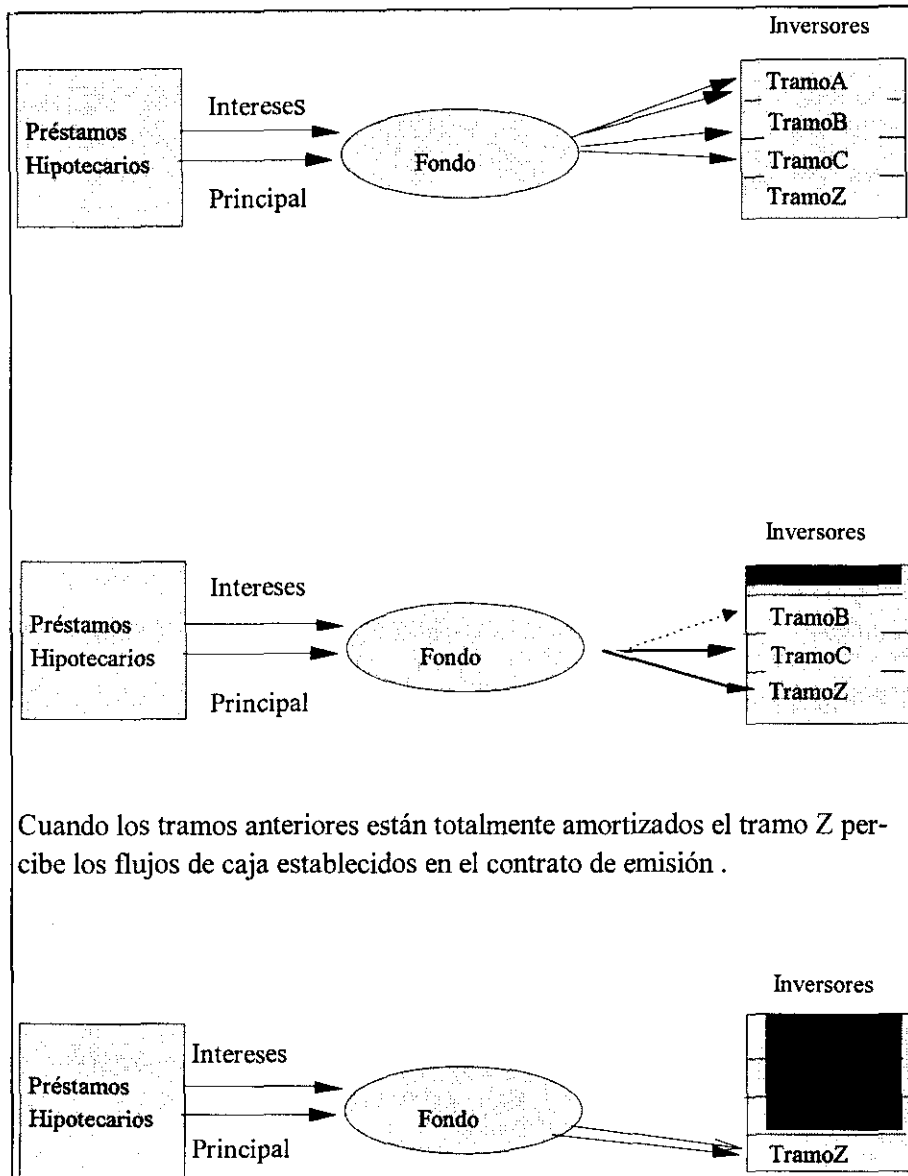 Inversores
Préstamos
Hipotecarios
Intereses
Principal
Fondo
TramoA
TramoB
TramoC
TramoZ
Inversores
Préstamos
Hipotecarios
Intereses
Principal
Fondo
TramoB
TramoC
TramoZ
Cuando los tramos anteriores están totalmente amortizados el tramo Z per-
cibe los flujos de caja establecidos en el contrato de emisión .
Inversores
Préstamos
Hipotecarios
Intereses
Principal
Fondo
TramoZ